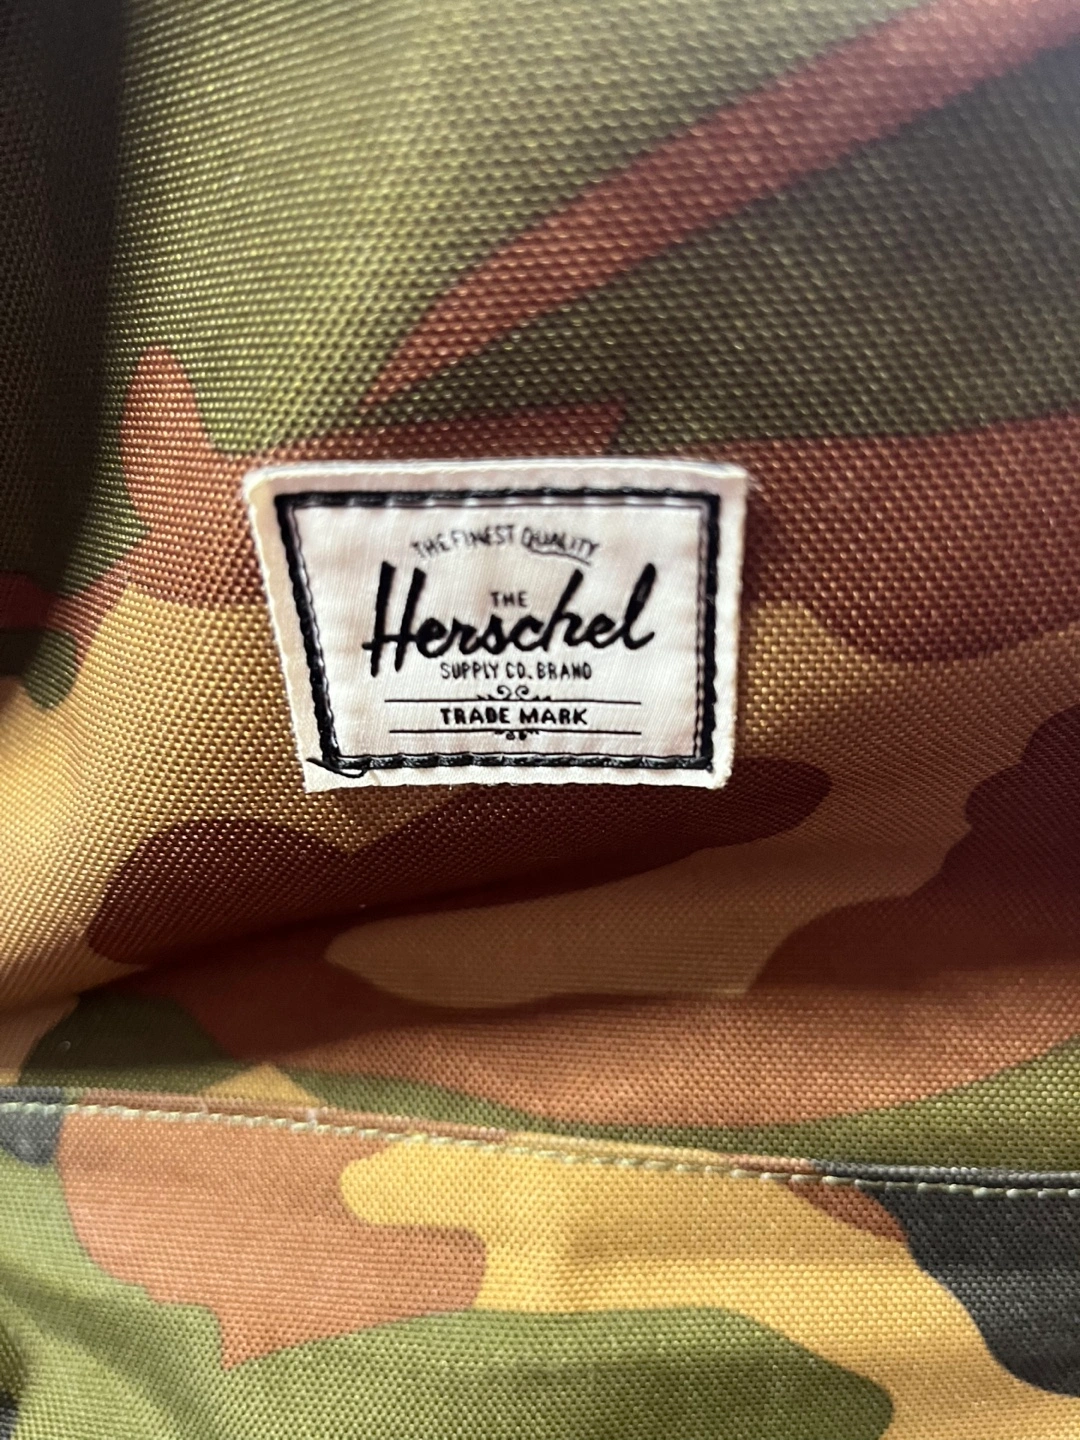 THE FINEST QUALITY
THE
Herschel
SUPPLY CO. BRAND
TRADE MARK